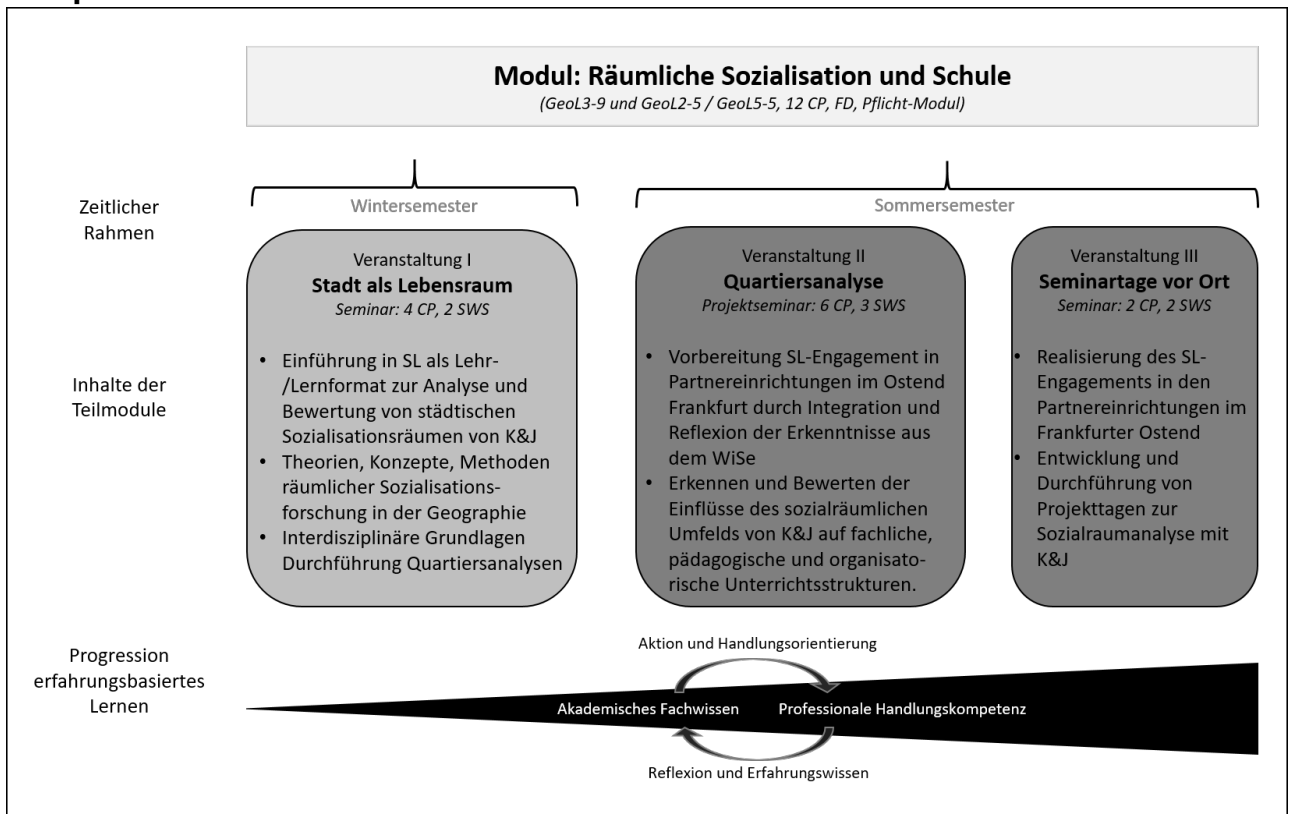 Modul: Räumliche Sozialisation und Schule
(GeoL3-9 und GeoL2-5 / GeoL5-5, 12 CP, FD, Pflicht-Modul)
Zeitlicher
Rahmen
Wintersemester
Sommersemester
Inhalte der
Teilmodule
Veranstaltung I
Stadt als Lebensraum
Seminar: 4 CP, 2 SWS
• Einführung in SL als Lehr-
/Lernformat zur Analyse und
Bewertung von städtischen
Sozialisationsräumen von K&J
• Theorien, Konzepte, Methoden
räumlicher Sozialisations-
forschung in der Geographie
• Interdisziplinäre Grundlagen
Durchführung Quartiersanalysen
Veranstaltung II
Quartiersanalyse
Projektseminar: 6 CP, 3 SWS
• Vorbereitung SL-Engagement in
Partnereinrichtungen im Ostend
Frankfurt durch Integration und
Reflexion der Erkenntnisse aus
dem WiSe
• Erkennen und Bewerten der
Einflüsse des sozialräumlichen
Umfelds von K&J auf fachliche,
pädagogische und organisato-
rische Unterrichtsstrukturen.
Veranstaltung III
Seminartage vor Ort
Seminar: 2 CP, 2 SWS
• Realisierung des SL-
Engagements in den
Partnereinrichtungen im
Frankfurter Ostend
• Entwicklung und
Durchführung von
Projekttagen zur
Sozialraumanalyse mit
K&J
Progression
erfahrungsbasiertes
Lernen
Aktion und Handlungsorientierung
Akademisches Fachwissen
Professionale Handlungskompetenz
Reflexion und Erfahrungswissen